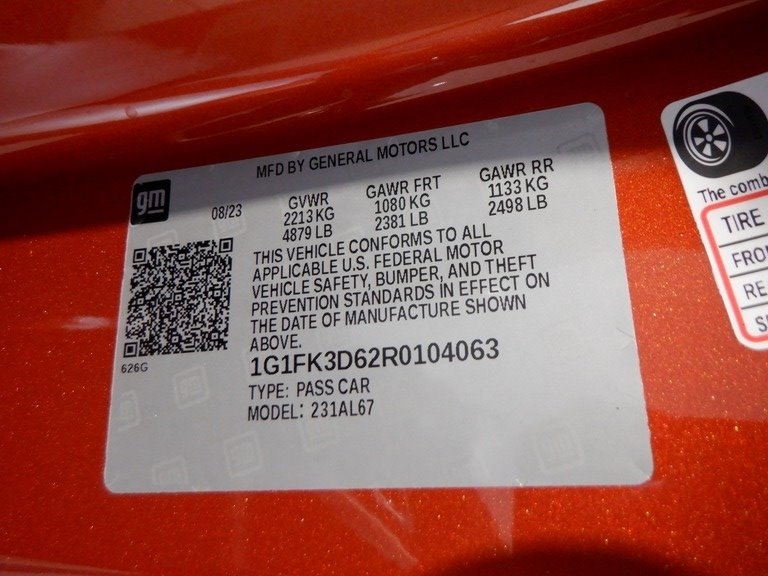 MFD BY GENERAL MOTORS LLC
gm
08/23
GVWR
2213 KG
4879 LB
GAWR FRT
1080 KG
2381 LB
GAWR RR
1133 KG
2498 LB
THIS VEHICLE CONFORMS TO ALL
APPLICABLE U.S. FEDERAL MOTOR
VEHICLE SAFETY, BUMPER, AND THEFT
PREVENTION STANDARDS IN EFFECT ON
THE DATE OF MANUFACTURE SHOWN
ABOVE.
626G
1G1FK3D62R0104063
TYPE: PASS CAR
MODEL: 231AL67
The comb
TIRE
FRO
RE
S